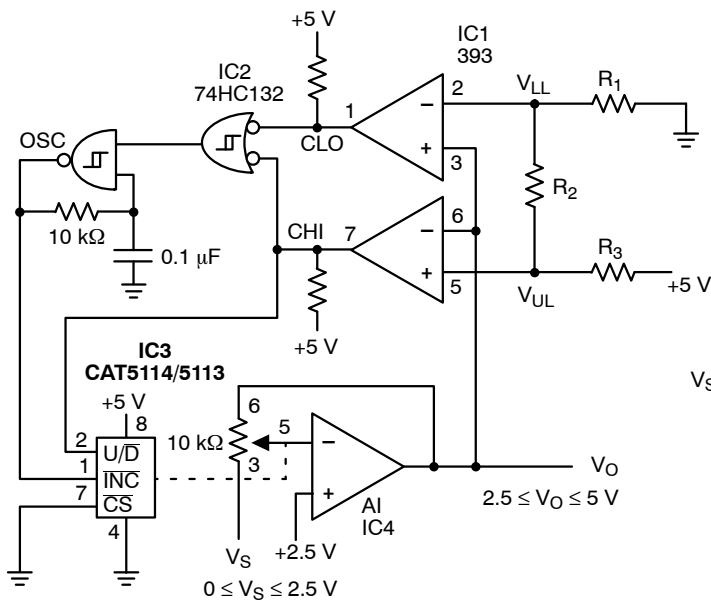 +5 V
IC1
393
IC2
74HC132
2
V_LL
R_1
−
1
OSC
CLO
+
3
R_2
10 kΩ
CHI
7
6
−
R_3
0.1 μF
+
5
V_UL
+5 V
+5 V
IC3
CAT5114/5113
V_S
+5 V
8
6
2
U/D̅
10 kΩ
5
−
1
I̅N̅C̅
3
V_O
7
C̅S̅
+
AI
IC4
2.5 ≤ V_O ≤ 5 V
4
V_S
+2.5 V
0 ≤ V_S ≤ 2.5 V